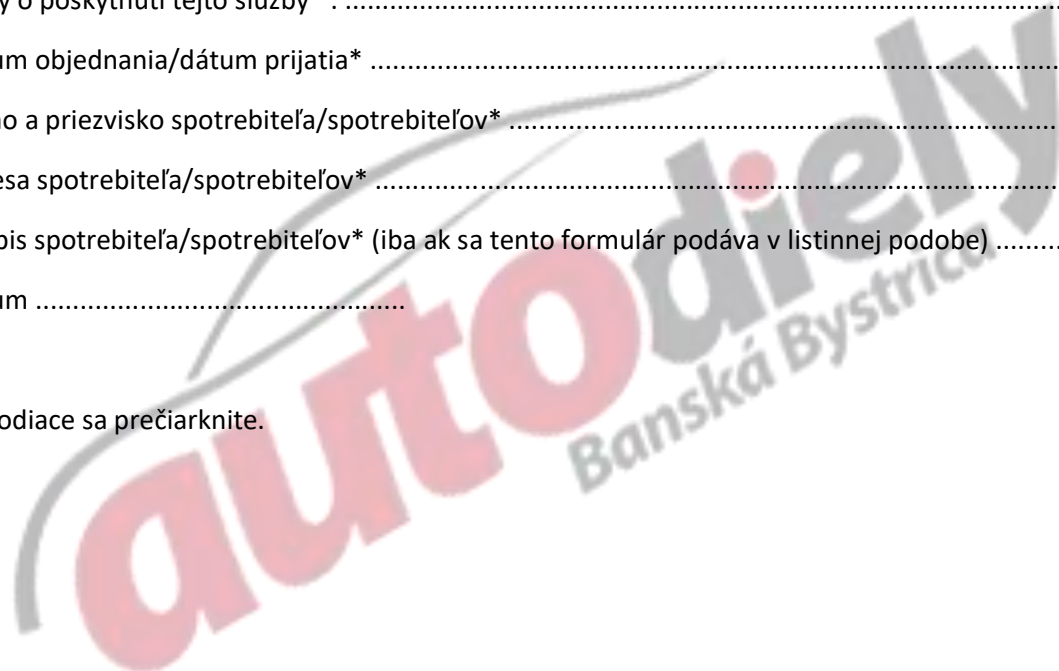 y o poskytnutí tejto služby* : ..................................................................................................
um objednania/dátum prijatia* ...............................................................................................
o a priezvisko spotrebiteľa/spotrebiteľov* ...........................................................................
esa spotrebiteľa/spotrebiteľov* ..............................................................................................
pis spotrebiteľa/spotrebiteľov* (iba ak sa tento formulár podáva v listinnej podobe) ..........
um ..................................................
odiace sa prečiarknite.
autodiely
Banská Bystrica